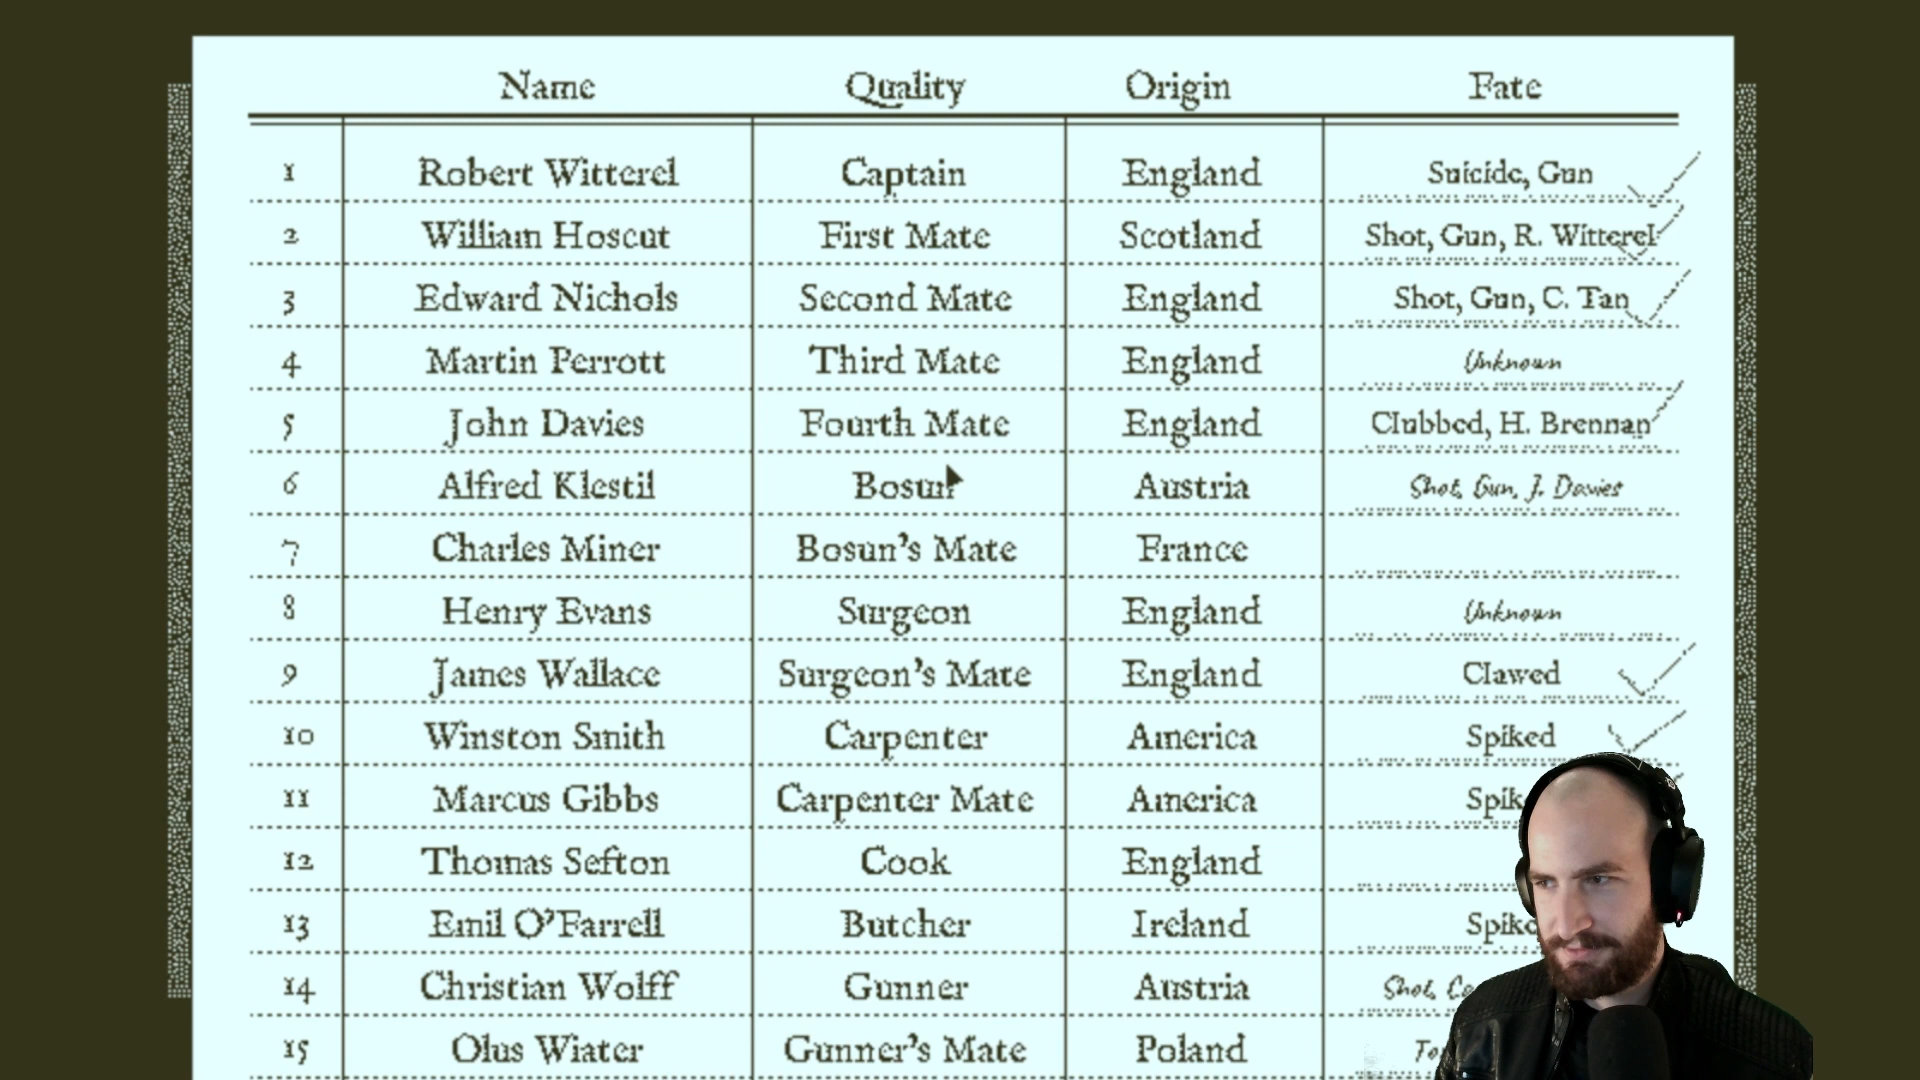 Name Quality Origin Fate
1 Robert Witterel Captain England Suicide, Gun
2 William Hoscut First Mate Scotland Shot, Gun, R. Witterel
3 Edward Nichols Second Mate England Shot, Gun, C. Tan
4 Martin Perrott Third Mate England Unknown
5 John Davies Fourth Mate England Clubbed, H. Brennan
6 Alfred Klestil Bosun Austria Shot, Gun, J. Davies
7 Charles Miner Bosun's Mate France
8 Henry Evans Surgeon England Unknown
9 James Wallace Surgeon's Mate England Clawed
10 Winston Smith Carpenter America Spiked
11 Marcus Gibbs Carpenter Mate America
12 Thomas Sefton Cook England
13 Emil O'Farrell Butcher Ireland
14 Christian Wolff Gunner Austria Shot,
15 Olus Wiater Gunner's Mate Poland